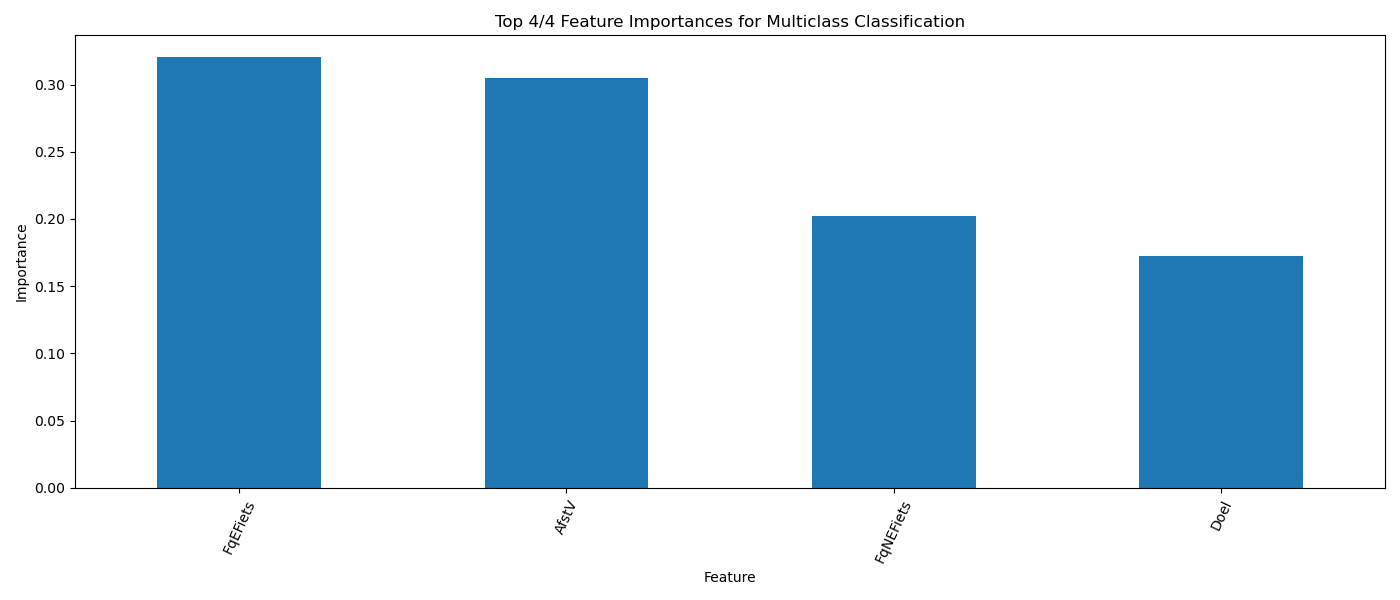 Top 4/4 Feature Importances for Multiclass Classification
Importance
0.30
0.25
0.20
0.15
0.10
0.05
0.00
FqEFiets
AfstV
FqNEFiets
Doel
Feature